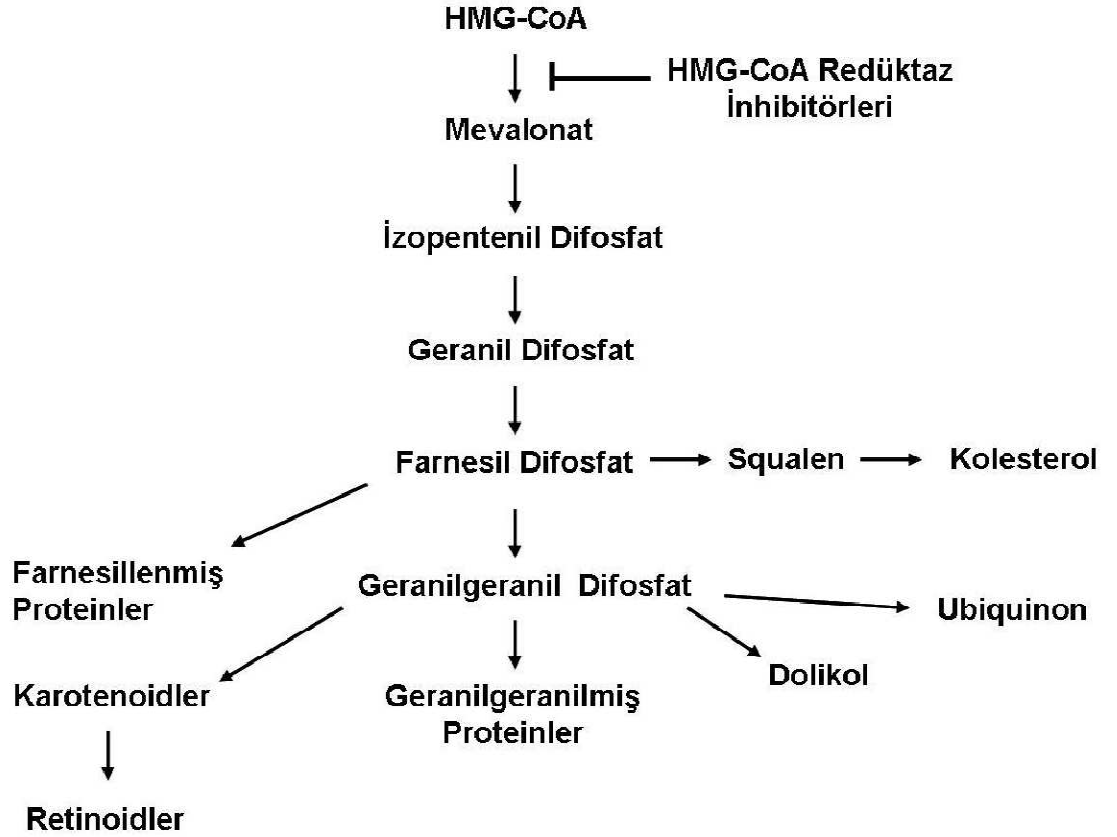 HMG-CoA
HMG-CoA Redüktaz
İnhibitörleri
Mevalonat
İzopentenil Difosfat
Geranil Difosfat
Farnesil Difosfat
Squalen
Kolesterol
Farnesillenmiş
Proteinler
Geranilgeranil Difosfat
Ubiquinon
Dolikol
Karotenoidler
Geranilgeranilmiş
Proteinler
Retinoidler